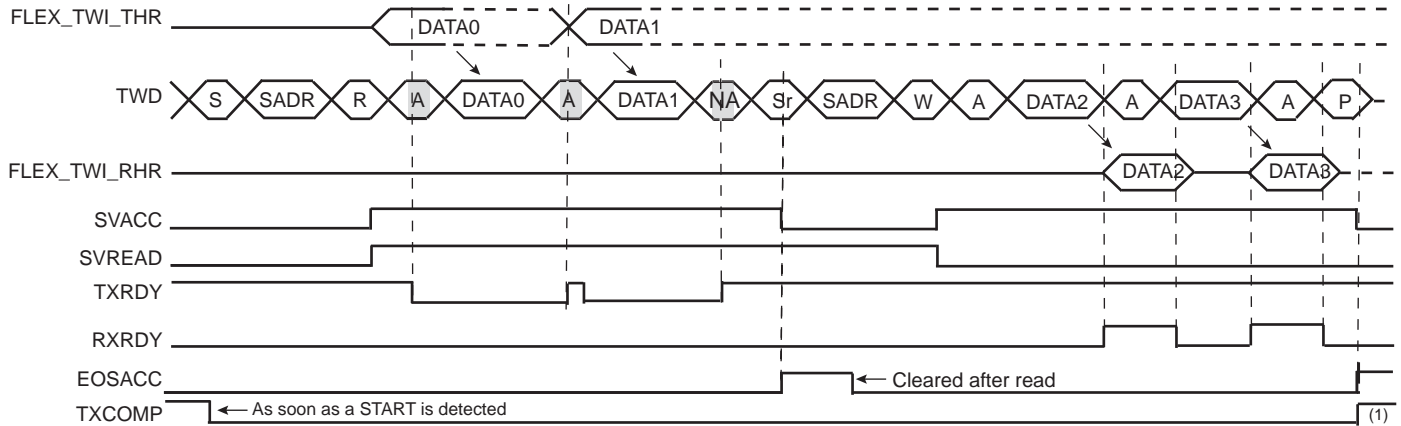 FLEX_TWI_THR DATA0 DATA1
TWD S SADR R A DATA0 A DATA1 NA Sr SADR W A DATA2 A DATA3 A P
FLEX_TWI_RHR DATA2 DATA3
SVACC
SVREAD
TXRDY
RXRDY
EOSACC Cleared after read
TXCOMP As soon as a START is detected (1)